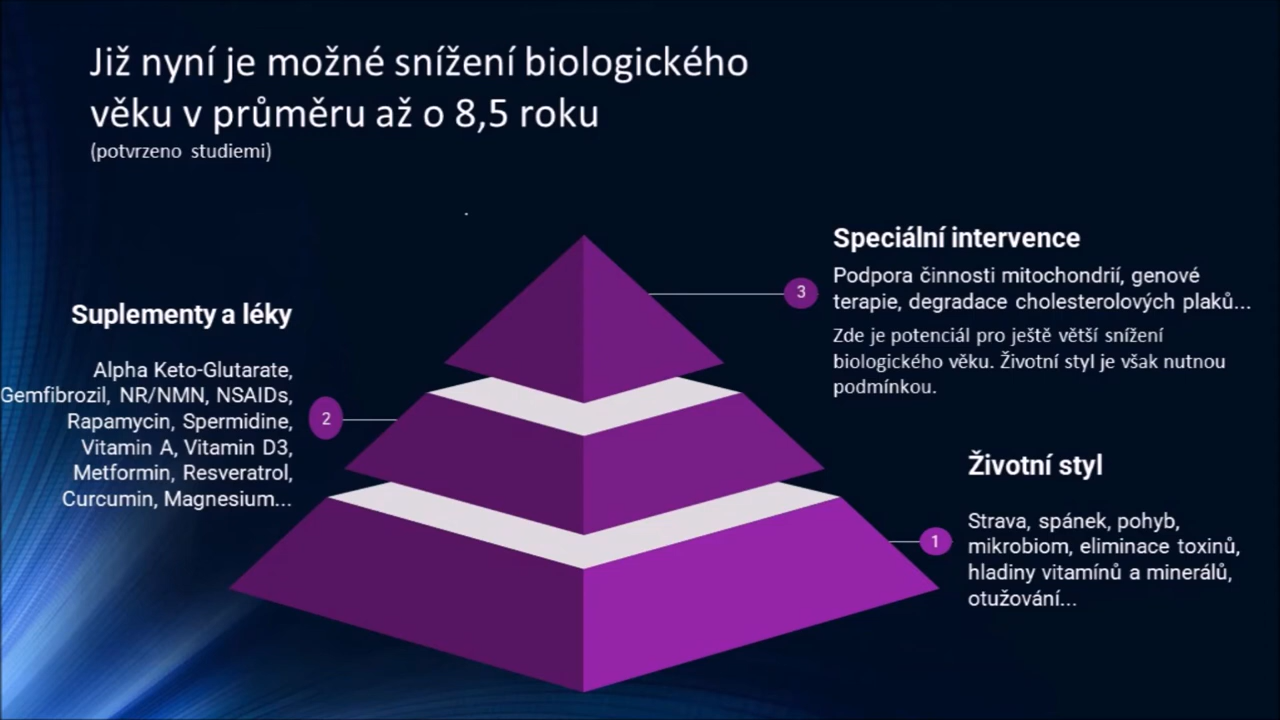 Již nyní je možné snížení biologického
věku v průměru až o 8,5 roku
(potvrzeno studiemi)
Speciální intervence
Podpora činnosti mitochondrií, genové
terapie, degradace cholesterolových plaků...
Zde je potenciál pro ještě větší snížení
biologického věku. Životní styl je však nutnou
podmínkou.
3
Suplementy a léky
Alpha Keto-Glutarate,
Gemfibrozil, NR/NMN, NSAIDs,
Rapamycin, Spermidine,
Vitamin A, Vitamin D3,
Metformin, Resveratrol,
Curcumin, Magnesium...
2
Životní styl
Strava, spánek, pohyb,
mikrobiom, eliminace toxinů,
hladiny vitamínů a minerálů,
otužování...
1